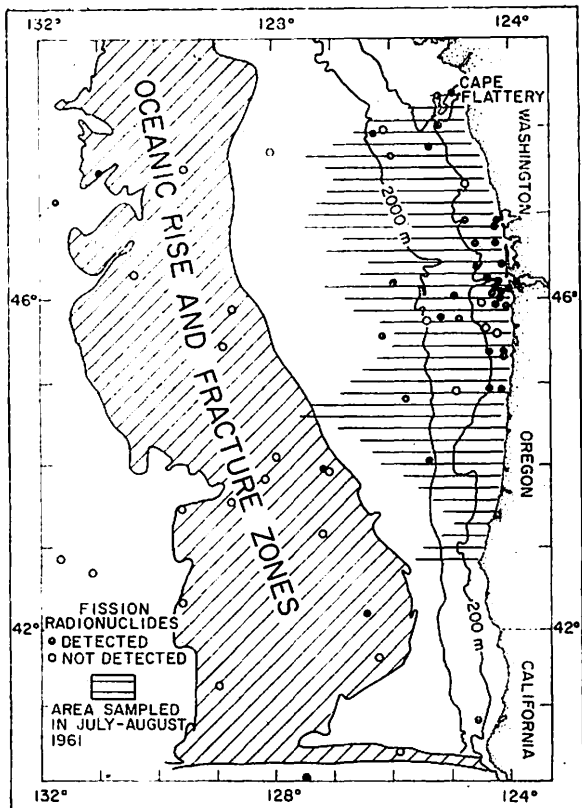 132° 128° 124°
OCEANIC RISE AND FRACTURE ZONES
CAPE
FLATTERY
WASHINGTON
2000 m
46° 46°
OREGON
FISSION
RADIONUCLIDES
DETECTED
NOT DETECTED
AREA SAMPLED
IN JULY-AUGUST
1961
42° 42°
200 m
CALIFORNIA
132° 128° 124°